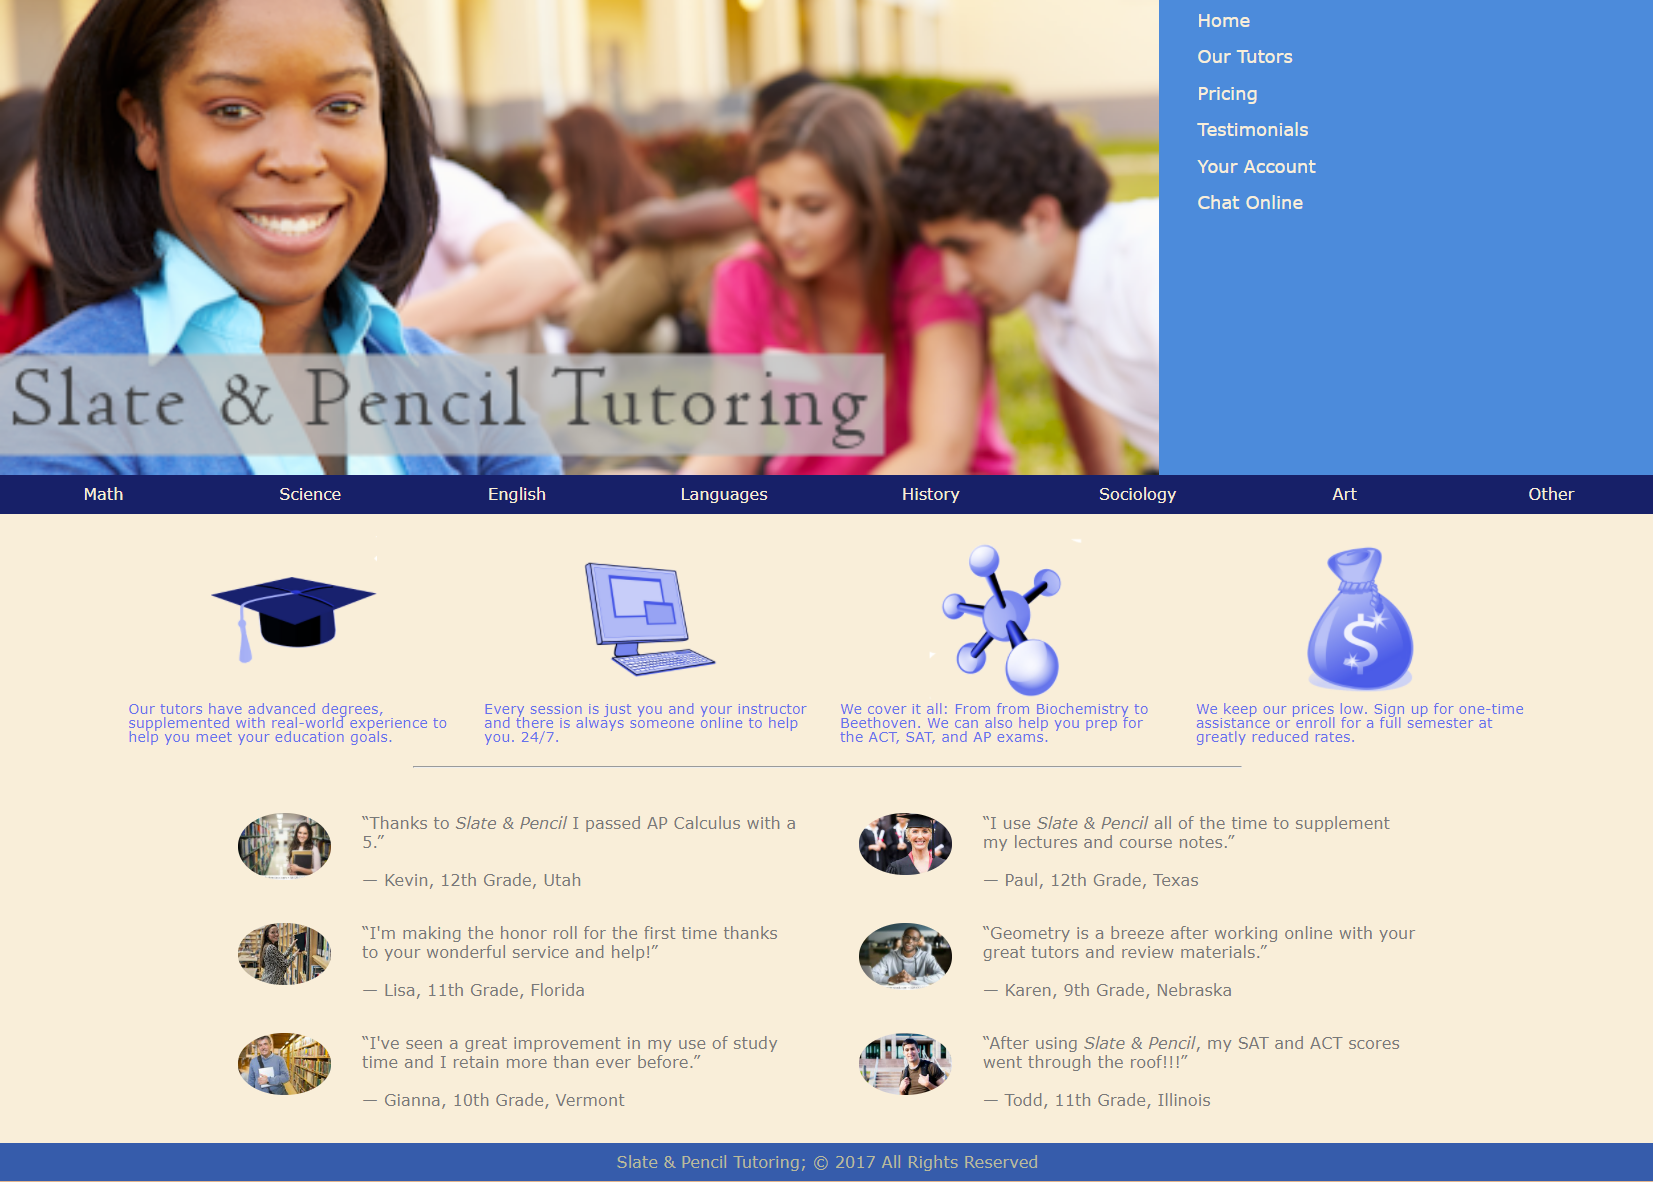 Home
Our Tutors
Pricing
Testimonials
Your Account
Chat Online
Slate & Pencil Tutoring
Math
Science
English
Languages
History
Sociology
Art
Other
Our tutors have advanced degrees,
supplemented with real-world experience to
help you meet your education goals.
Every session is just you and your instructor
and there is always someone online to help
you. 24/7.
We cover it all: From from Biochemistry to
Beethoven. We can also help you prep for
the ACT, SAT, and AP exams.
$
We keep our prices low. Sign up for one-time
assistance or enroll for a full semester at
greatly reduced rates.
“Thanks to Slate & Pencil I passed AP Calculus with a
5.”
— Kevin, 12th Grade, Utah
“I use Slate & Pencil all of the time to supplement
my lectures and course notes.”
— Paul, 12th Grade, Texas
“I'm making the honor roll for the first time thanks
to your wonderful service and help!”
— Lisa, 11th Grade, Florida
“Geometry is a breeze after working online with your
great tutors and review materials.”
— Karen, 9th Grade, Nebraska
“I've seen a great improvement in my use of study
time and I retain more than ever before.”
— Gianna, 10th Grade, Vermont
“After using Slate & Pencil, my SAT and ACT scores
went through the roof!!!”
— Todd, 11th Grade, Illinois
Slate & Pencil Tutoring; © 2017 All Rights Reserved